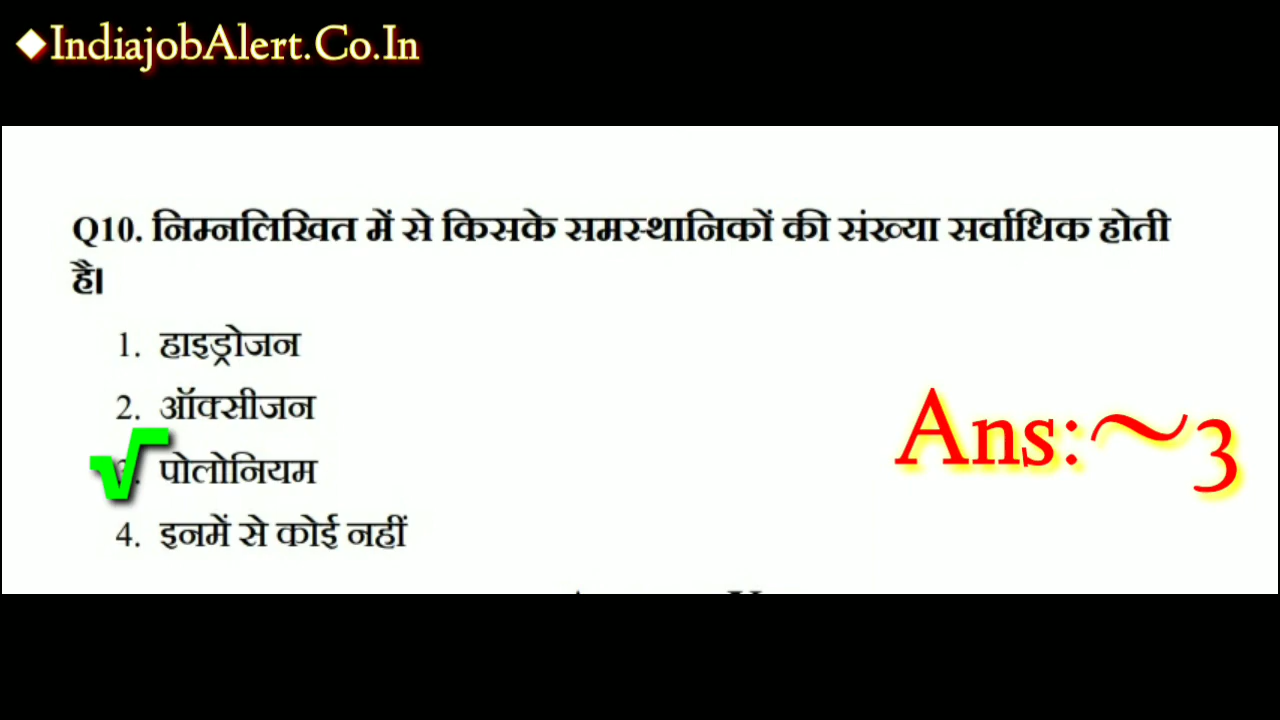 ◆IndiajobAlert.Co.In
Q10. निम्नलिखित में से किसके समस्थानिकों की संख्या सर्वाधिक होती
है।
1. हाइड्रोजन
2. ऑक्सीजन
3. पोलोनियम
4. इनमें से कोई नहीं
Ans:~3